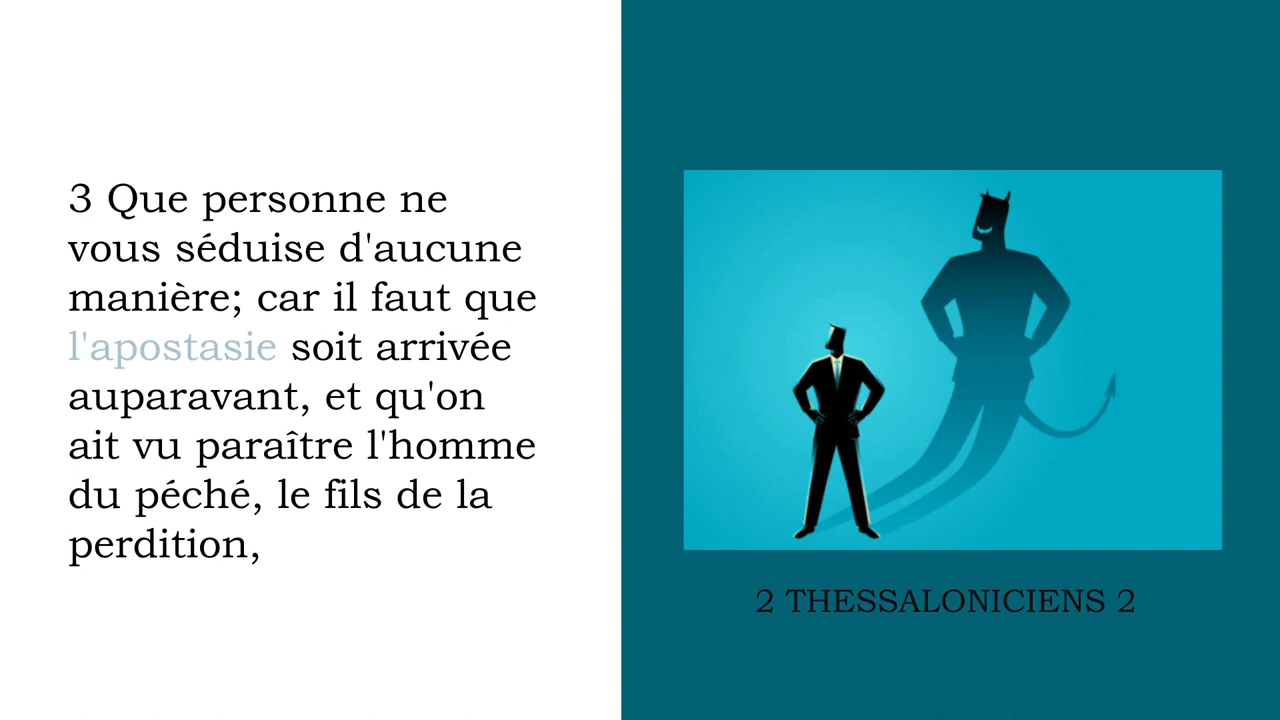 3 Que personne ne
vous séduise d'aucune
manière; car il faut que
l'apostasie soit arrivée
auparavant, et qu'on
ait vu paraître l'homme
du péché, le fils de la
perdition,
2 THESSALONICIENS 2